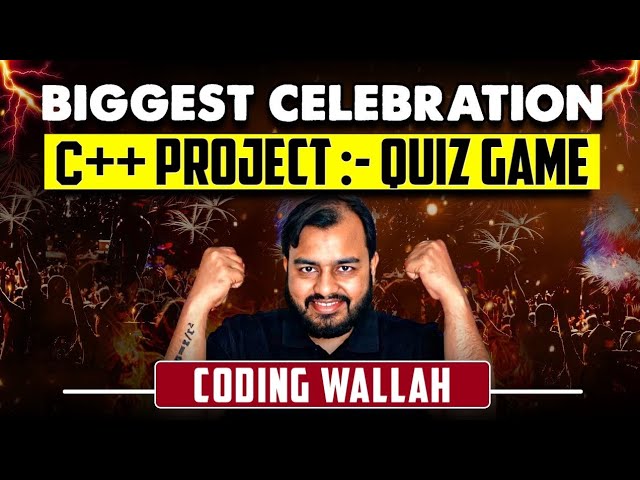 BIGGEST CELEBRATION
C++ PROJECT :- QUIZ GAME
CODING WALLAH